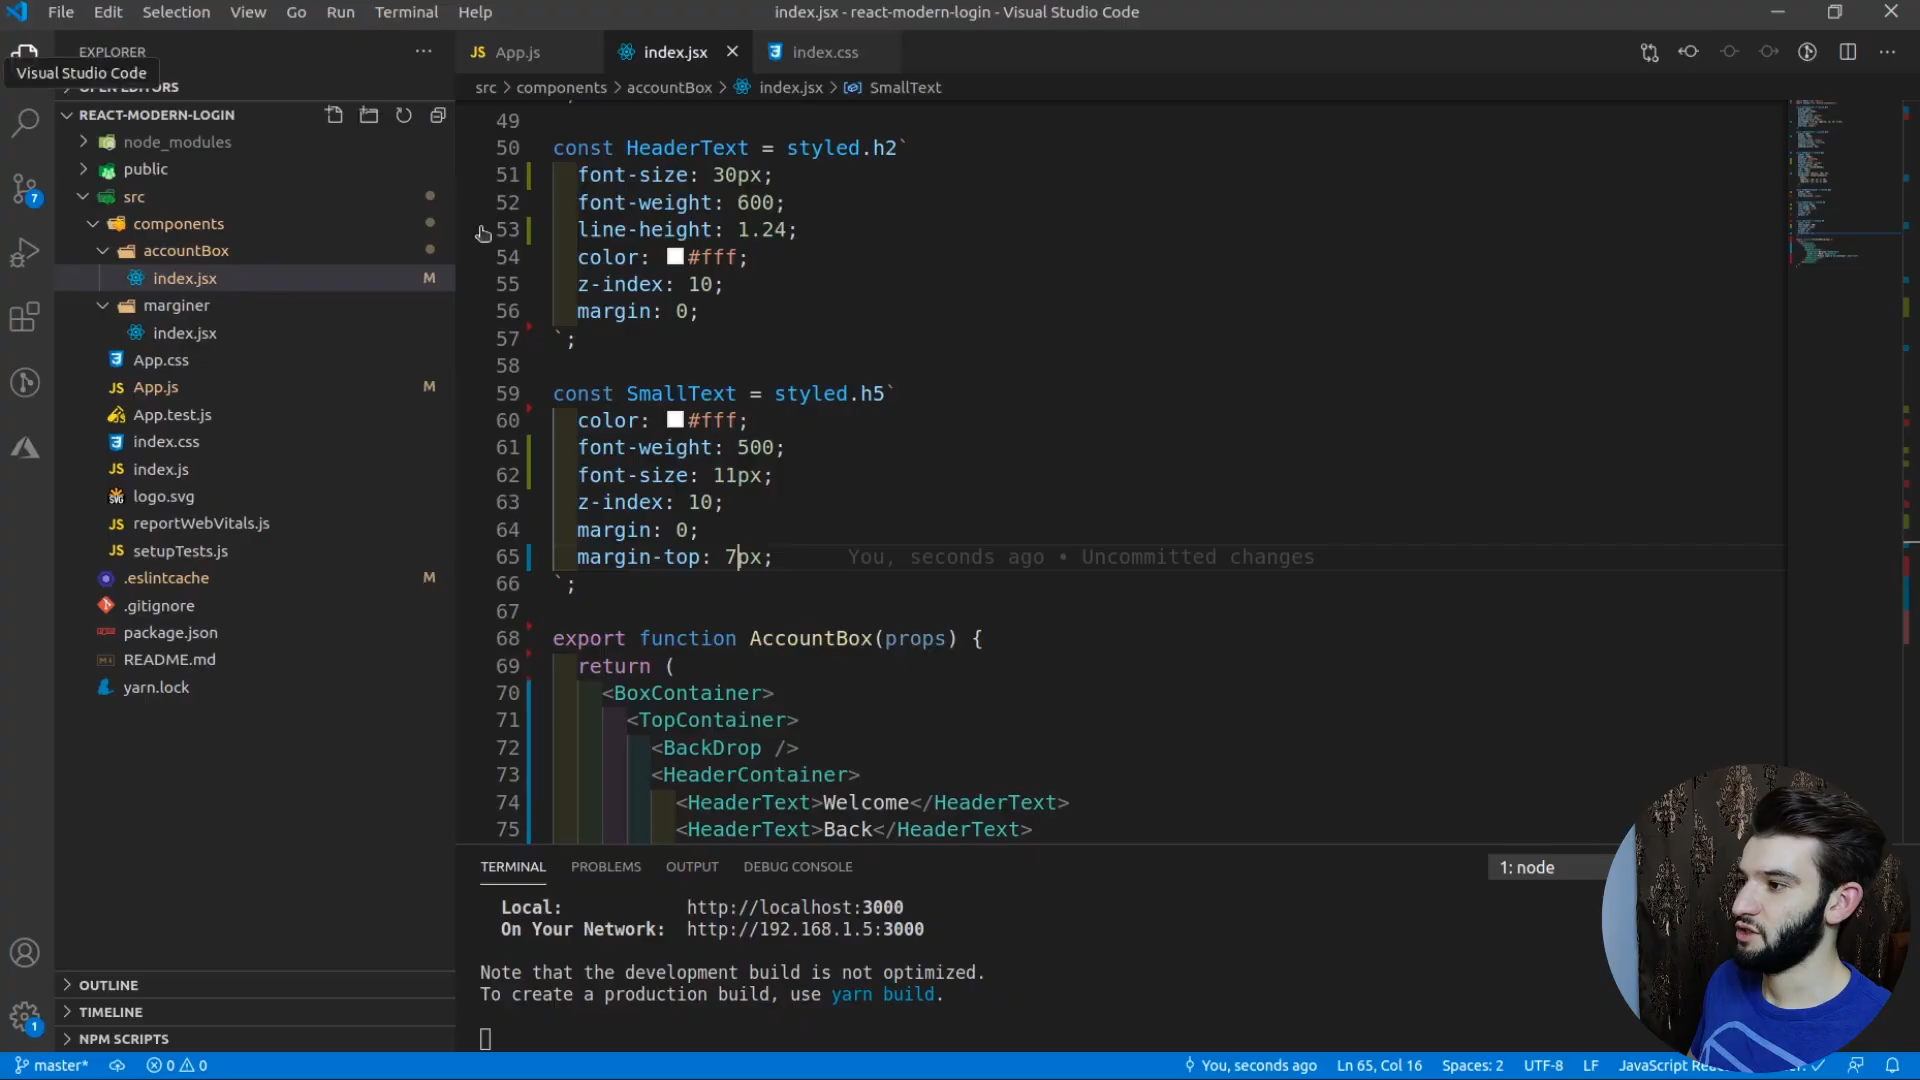 File Edit Selection View Go Run Terminal Help
index.jsx - react-modern-login - Visual Studio Code
EXPLORER
Visual Studio Code
OPEN EDITORS
REACT-MODERN-LOGIN
node_modules
public
src
components
accountBox
index.jsx M
marginer
index.jsx
App.css
App.js M
App.test.js
index.css
index.js
logo.svg
reportWebVitals.js
setupTests.js
.eslintcache M
.gitignore
package.json
README.md
yarn.lock
OUTLINE
TIMELINE
NPM SCRIPTS
7
1
JS App.js
index.jsx
index.css
src > components > accountBox > index.jsx > SmallText
49
50 const HeaderText = styled.h2`
51 font-size: 30px;
52 font-weight: 600;
53 line-height: 1.24;
54 color: #fff;
55 z-index: 10;
56 margin: 0;
57 `;
58
59 const SmallText = styled.h5`
60 color: #fff;
61 font-weight: 500;
62 font-size: 11px;
63 z-index: 10;
64 margin: 0;
65 margin-top: 7px; You, seconds ago • Uncommitted changes
66 `;
67
68 export function AccountBox(props) {
69 return (
70 <BoxContainer>
71 <TopContainer>
72 <BackDrop />
73 <HeaderContainer>
74 <HeaderText>Welcome</HeaderText>
75 <HeaderText>Back</HeaderText>
TERMINAL PROBLEMS OUTPUT DEBUG CONSOLE
1: node
Local: http://localhost:3000
On Your Network: http://192.168.1.5:3000
Note that the development build is not optimized.
To create a production build, use yarn build.
master* 0 0
You, seconds ago Ln 65, Col 16 Spaces: 2 UTF-8 LF JavaScript Rea